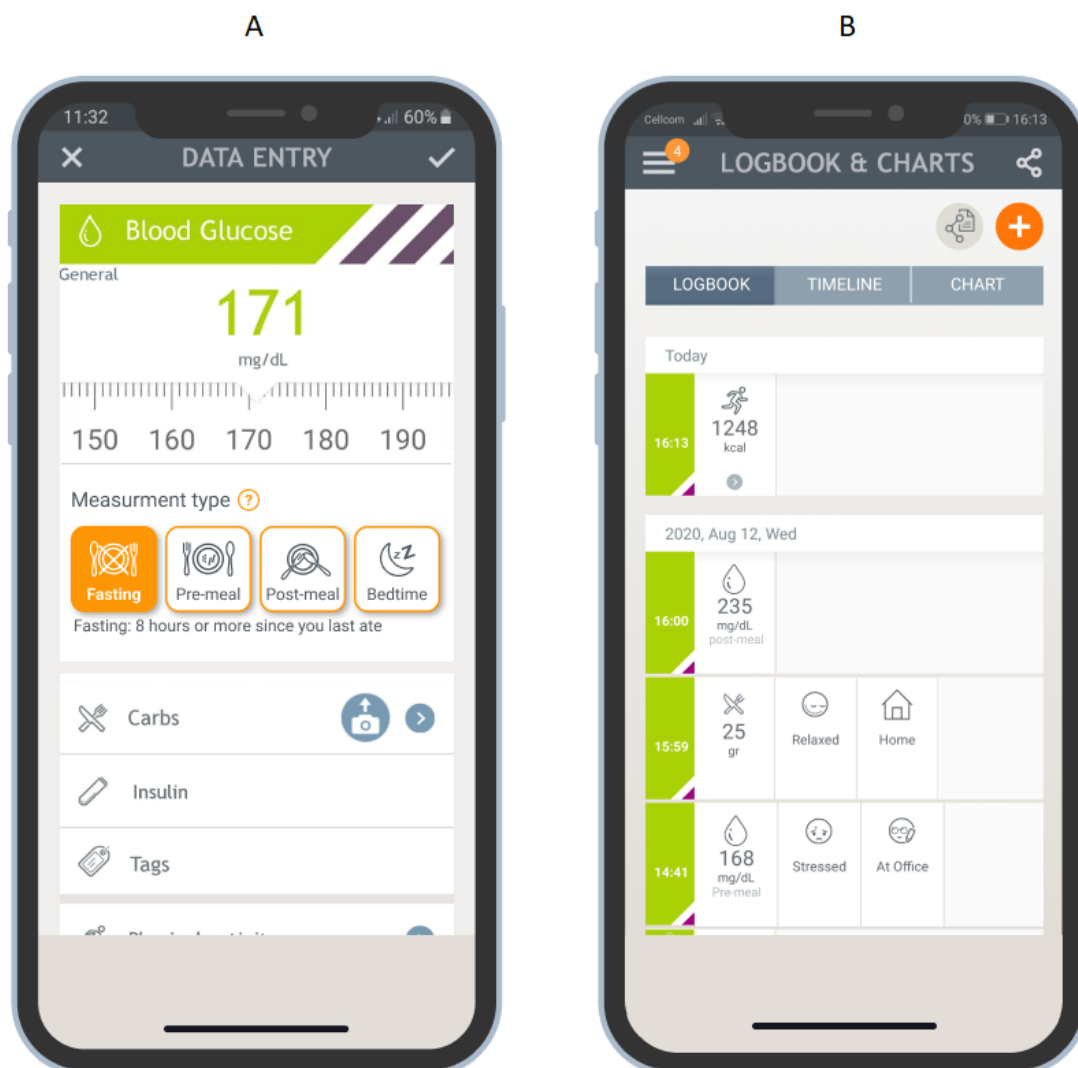 A
11:32
60%
DATA ENTRY
Blood Glucose
General
171
mg/dL
150 160 170 180 190
Measurment type ?
Fasting Pre-meal Post-meal Bedtime
Fasting: 8 hours or more since you last ate
Carbs
Insulin
Tags
B
Cellcom
0% 16:13
4
LOGBOOK & CHARTS
LOGBOOK TIMELINE CHART
Today
16:13
1248
kcal
2020, Aug 12, Wed
16:00
235
mg/dL
post-meal
15:59
25
gr
Relaxed
Home
14:41
168
mg/dL
Pre-meal
Stressed
At Office